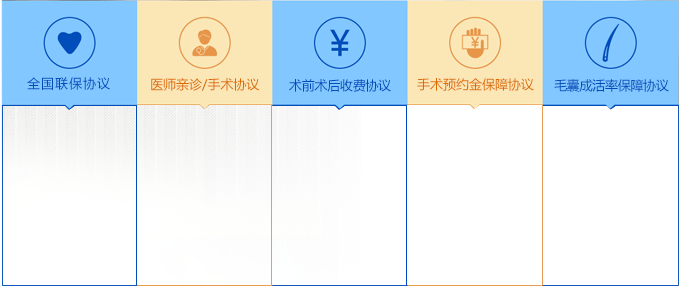 全国联保协议
医师亲诊/手术协议
¥
术前术后收费协议
¥
手术预约金保障协议
毛囊成活率保障协议